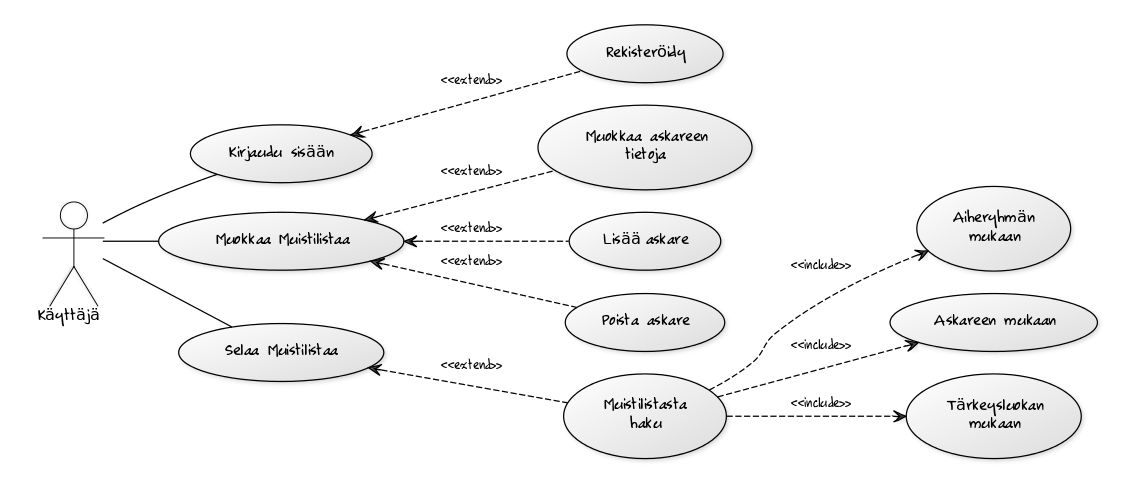 Rekisteröidy
<<extend>>
Muokkaa askareen
tietoja
Kirjaudu sisään
<<extend>>
Aiheryhmän
mukaan
Muokkaa Muistilistaa
<<extend>>
Lisää askare
<<extend>>
<<include>>
Käyttäjä
Poista askare
Askareen mukaan
<<include>>
Selaa Muistilistaa
<<extend>>
Muistilistasta
haku
<<include>>
Tärkeysluokan
mukaan